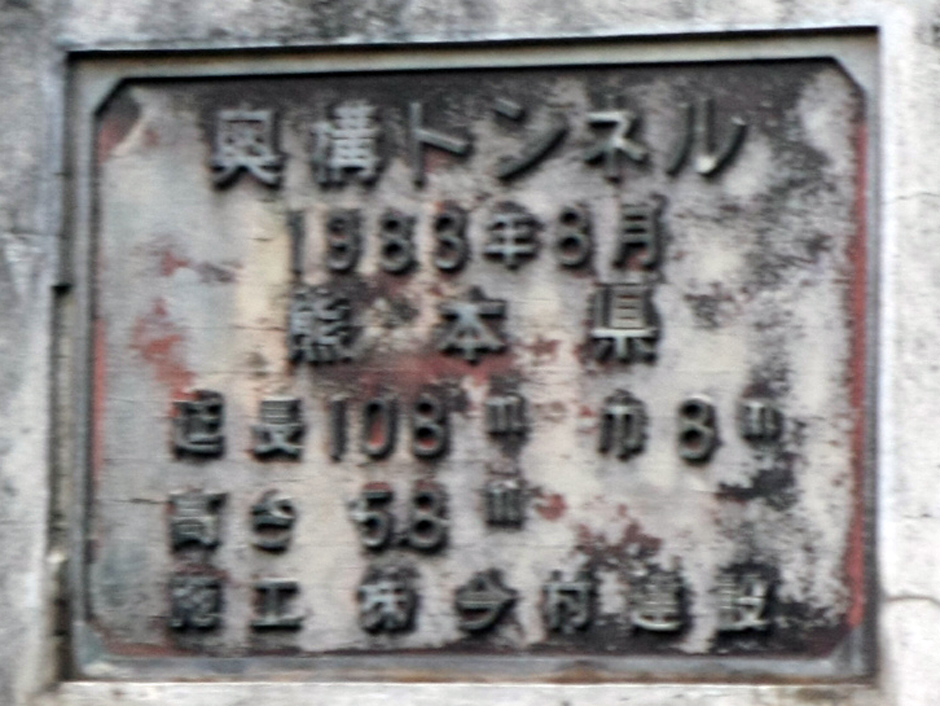 奥構トンネル
1983年8月
熊本県
延長108m 巾8m
高さ5.8m
施工 ㈱今村建設